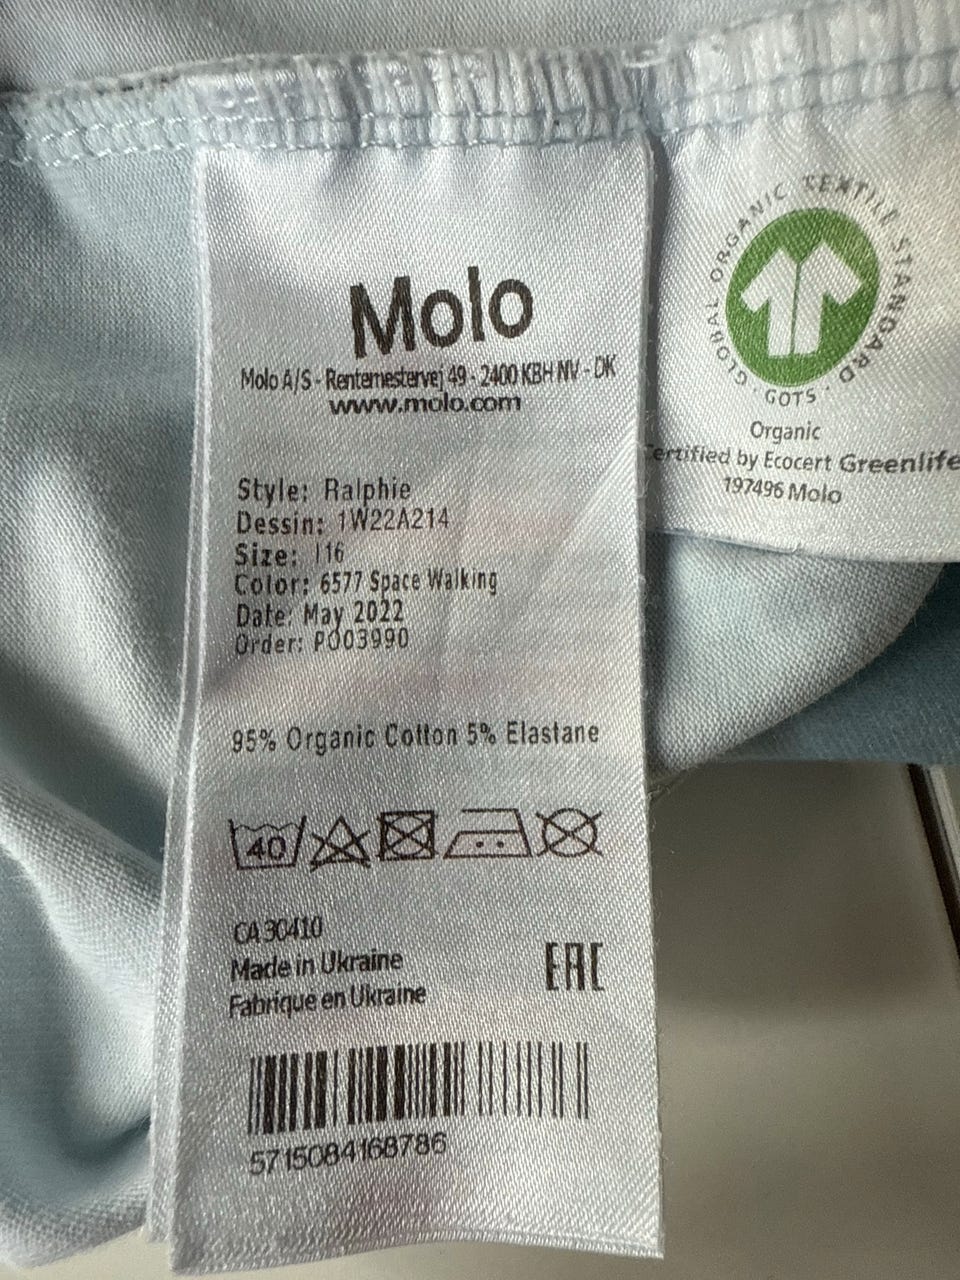 Molo
Molo A/S - Rentemestervej 49 - 2400 KBH NV - DK
www.molo.com
Style: Ralphie
Dessin: 1W22A214
Size: 116
Color: 6577 Space Walking
Date: May 2022
Order: PO03990
95% Organic Cotton 5% Elastane
40
CA 30410
Made in Ukraine
Fabrique en Ukraine
EAC
5715084168786
GLOBAL ORGANIC TEXTILE STANDARD · GOTS ·
Organic
Certified by Ecocert Greenlife
197496 Molo